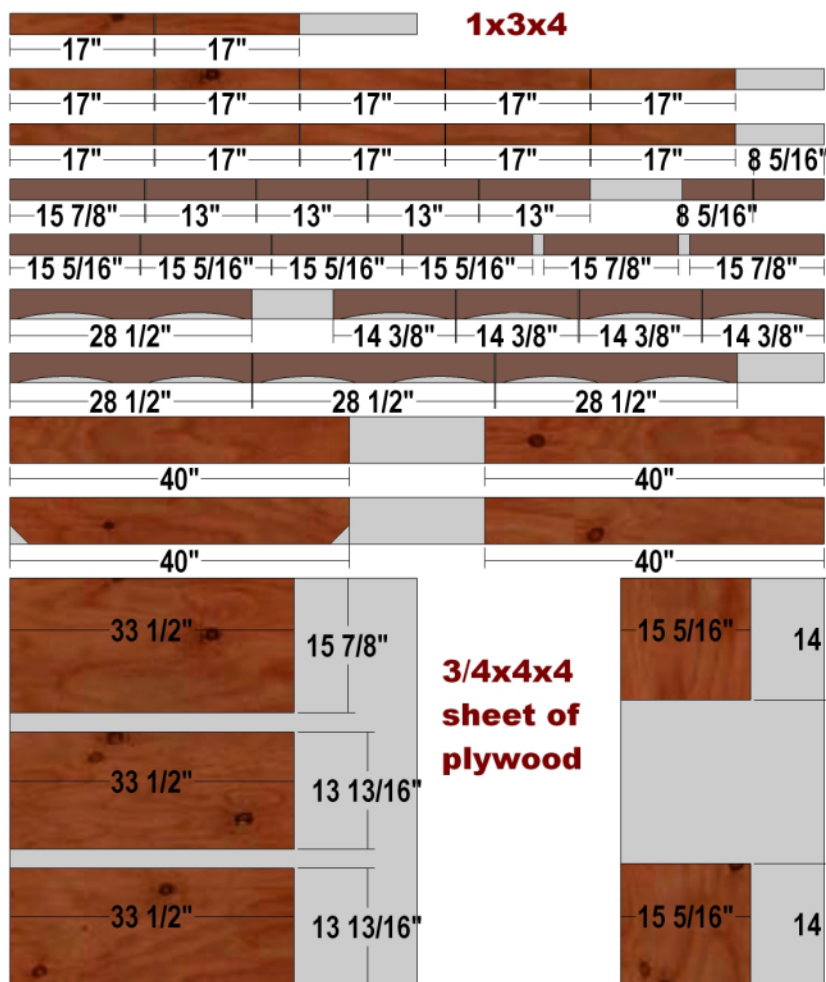 1x3x4
17" 17"
17" 17" 17" 17" 17"
17" 17" 17" 17" 17"
8 5/16"
15 7/8" 13" 13" 13" 13" 8 5/16"
15 5/16" 15 5/16" 15 5/16" 15 5/16" 15 7/8" 15 7/8"
28 1/2" 14 3/8" 14 3/8" 14 3/8" 14 3/8"
28 1/2" 28 1/2" 28 1/2"
40" 40"
40" 40"
33 1/2" 15 7/8"
33 1/2" 13 13/16"
33 1/2" 13 13/16"
3/4x4x4
sheet of
plywood
15 5/16" 14
15 5/16" 14